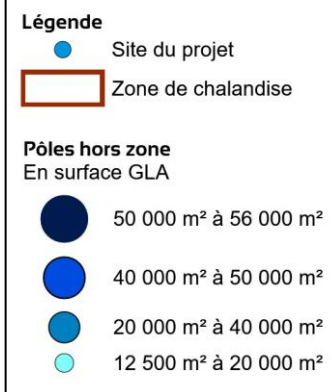 Légende
Site du projet
Zone de chalandise
Pôles hors zone
En surface GLA
50 000 m² à 56 000 m²
40 000 m² à 50 000 m²
20 000 m² à 40 000 m²
12 500 m² à 20 000 m²